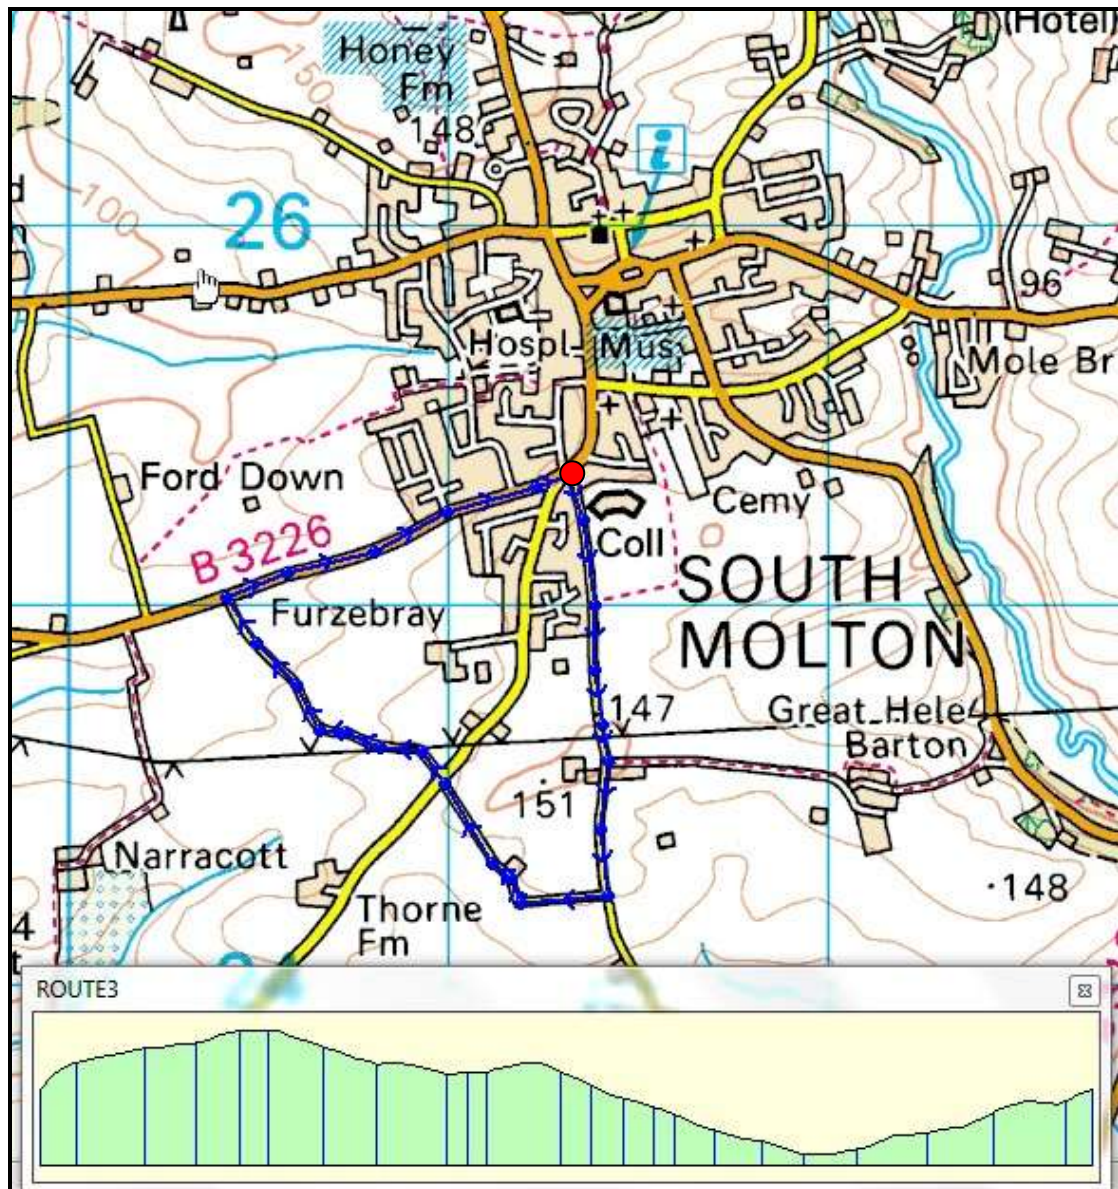 (Hotel)
Honey
Fm
150
148
i
d
26
100
96
Hospl
Mus
Mole Br
Ford Down
Cemy
B 3226
Coll
SOUTH
MOLTON
Furzebray
147
Great Hele
Barton
151
Narracott
148
Thorne
Fm
4
t
ROUTE3